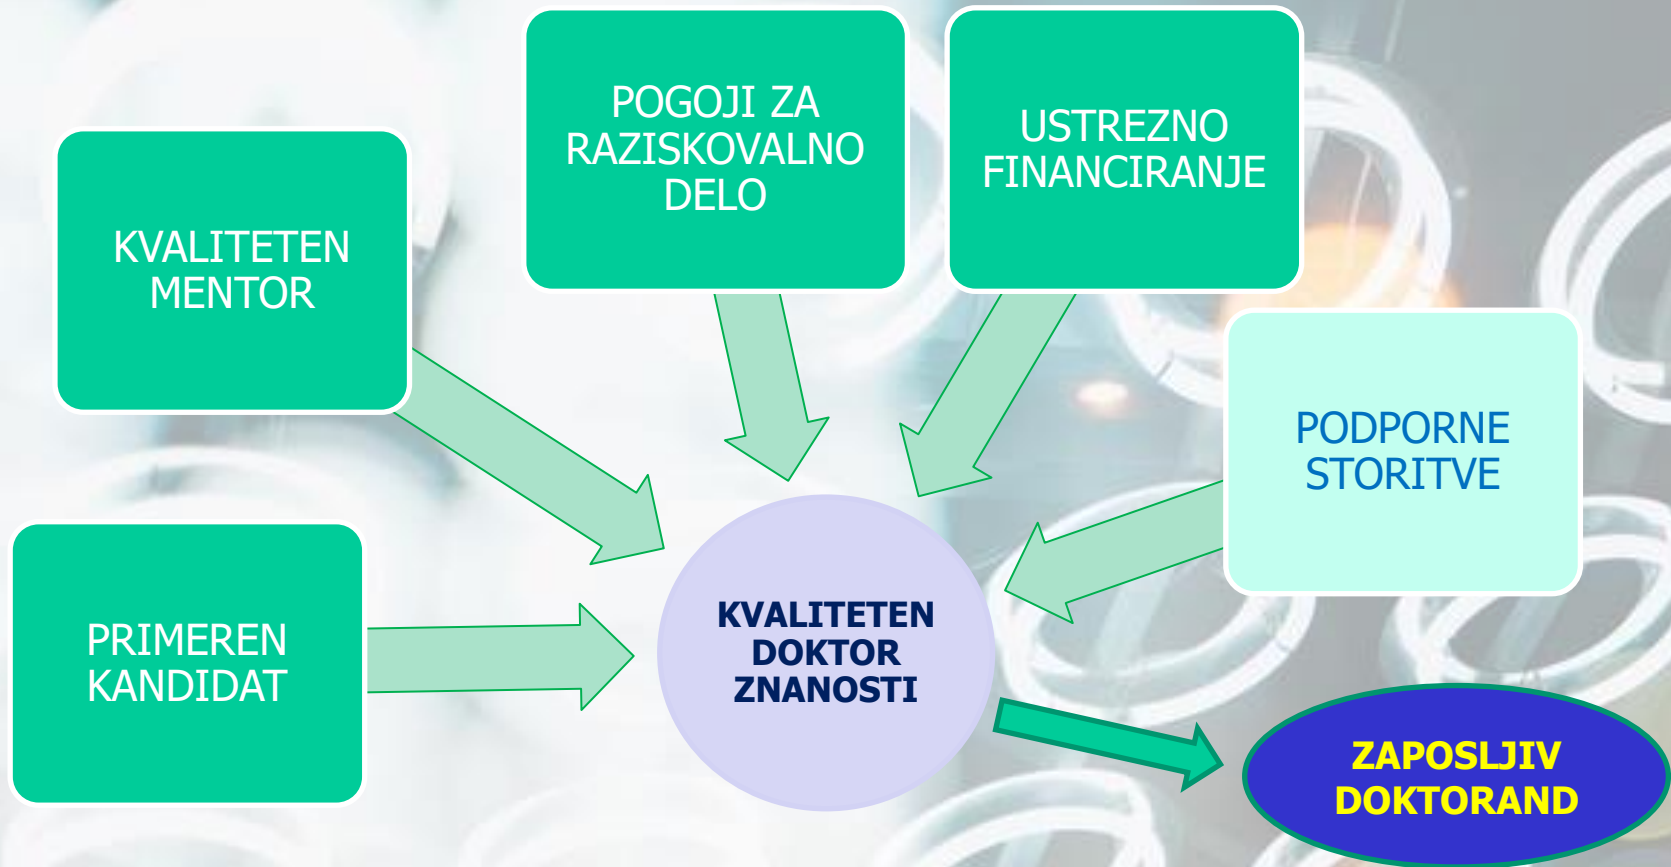 POGOJI ZA
RAZISKOVALNO
DELO
USTREZNO
FINANCIRANJE
KVALITETEN
MENTOR
PODPORNE
STORITVE
PRIMEREN
KANDIDAT
KVALITETEN
DOKTOR
ZNANOSTI
ZAPOSLJIV
DOKTORAND